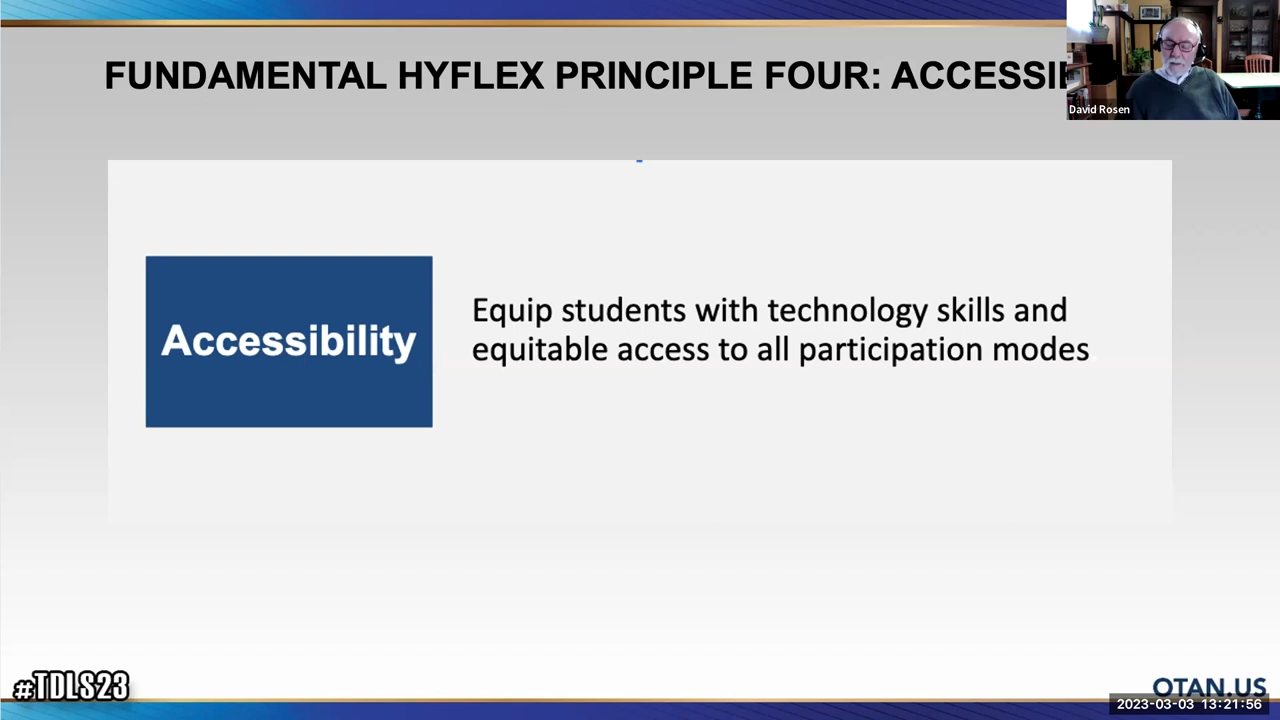 FUNDAMENTAL HYFLEX PRINCIPLE FOUR:
David Rosen
Accessibility
Equip students with technology skills and
equitable access to all participation modes
#TDLS23
OTAN.US
2023-03-03 13:21:56